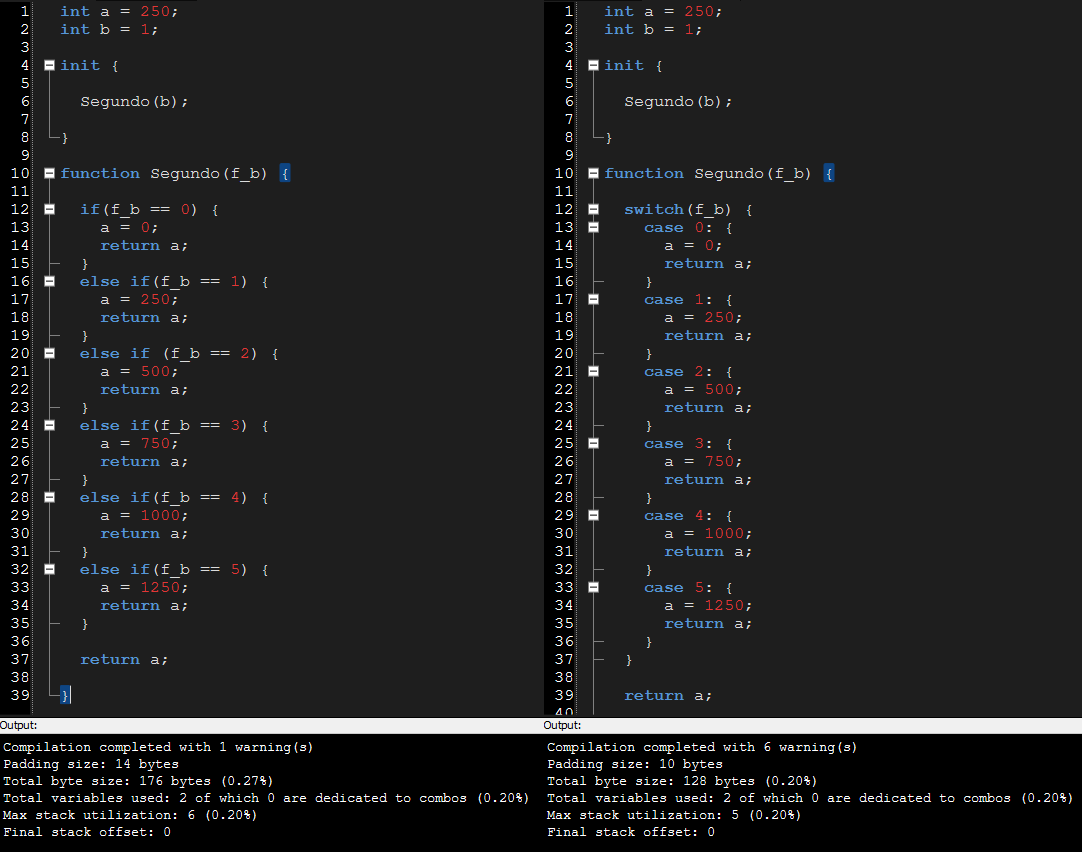 1 int a = 250;
2 int b = 1;
3
4 init {
5
6 Segundo(b);
7
8 }
9
10 function Segundo(f_b) {
11
12 if(f_b == 0) {
13 a = 0;
14 return a;
15 }
16 else if(f_b == 1) {
17 a = 250;
18 return a;
19 }
20 else if (f_b == 2) {
21 a = 500;
22 return a;
23 }
24 else if(f_b == 3) {
25 a = 750;
26 return a;
27 }
28 else if(f_b == 4) {
29 a = 1000;
30 return a;
31 }
32 else if(f_b == 5) {
33 a = 1250;
34 return a;
35 }
36
37 return a;
38
39 }
Output:
Compilation completed with 1 warning(s)
Padding size: 14 bytes
Total byte size: 176 bytes (0.27%)
Total variables used: 2 of which 0 are dedicated to combos (0.20%)
Max stack utilization: 6 (0.20%)
Final stack offset: 0
1 int a = 250;
2 int b = 1;
3
4 init {
5
6 Segundo(b);
7
8 }
9
10 function Segundo(f_b) {
11
12 switch(f_b) {
13 case 0: {
14 a = 0;
15 return a;
16 }
17 case 1: {
18 a = 250;
19 return a;
20 }
21 case 2: {
22 a = 500;
23 return a;
24 }
25 case 3: {
26 a = 750;
27 return a;
28 }
29 case 4: {
30 a = 1000;
31 return a;
32 }
33 case 5: {
34 a = 1250;
35 return a;
36 }
37 }
38
39 return a;
40
Output:
Compilation completed with 6 warning(s)
Padding size: 10 bytes
Total byte size: 128 bytes (0.20%)
Total variables used: 2 of which 0 are dedicated to combos (0.20%)
Max stack utilization: 5 (0.20%)
Final stack offset: 0